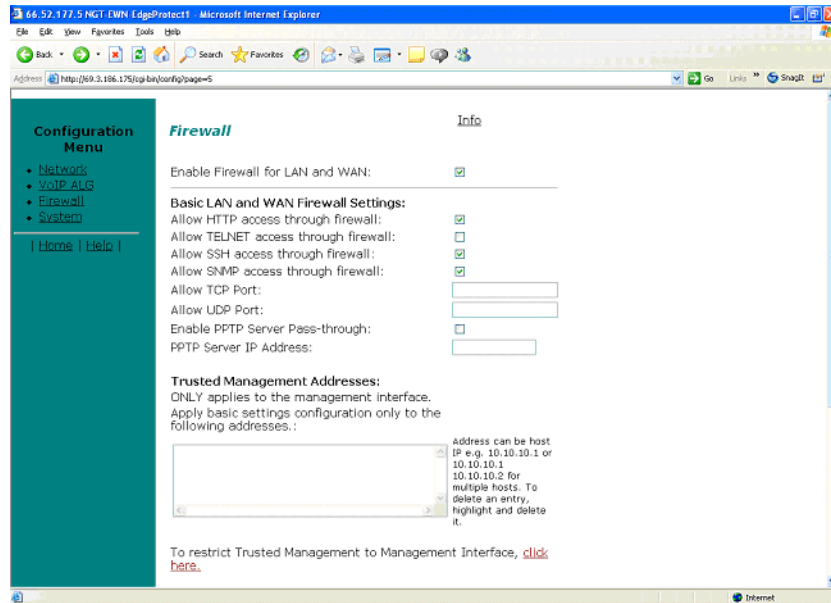 66.52.177.5 NGT-EWN-EdgeProtect1 - Microsoft Internet Explorer
File Edit View Favorites Tools Help
Back Search Favorites
Address http://69.3.186.175/cgi-bin/config?page=5 Go Links » SnagIt
Configuration
Menu
Network
VoIP ALG
Firewall
System
| Home | Help |
Firewall
Info
Enable Firewall for LAN and WAN:
Basic LAN and WAN Firewall Settings:
Allow HTTP access through firewall:
Allow TELNET access through firewall:
Allow SSH access through firewall:
Allow SNMP access through firewall:
Allow TCP Port:
Allow UDP Port:
Enable PPTP Server Pass-through:
PPTP Server IP Address:
Trusted Management Addresses:
ONLY applies to the management interface.
Apply basic settings configuration only to the
following addresses.:
Address can be host
IP e.g. 10.10.10.1 or
10.10.10.1
10.10.10.2 for
multiple hosts. To
delete an entry,
highlight and delete
it.
To restrict Trusted Management to Management Interface, click
here.
Internet